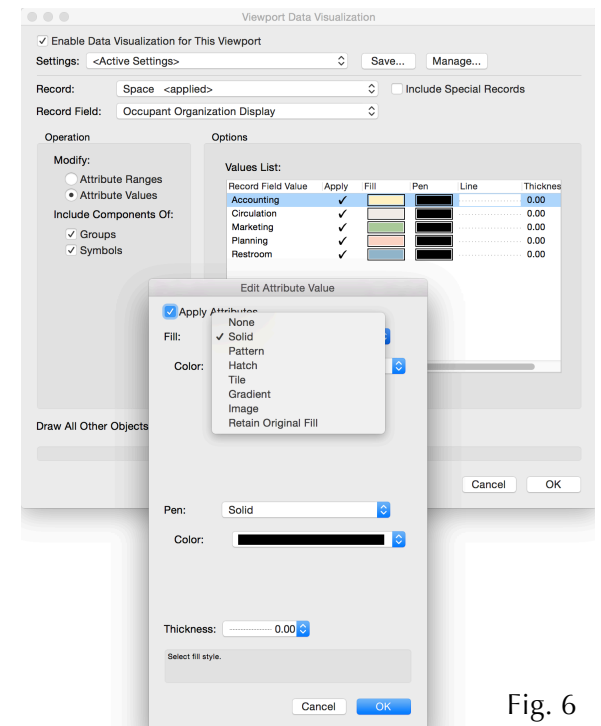 Viewport Data Visualization
Enable Data Visualization for This Viewport
Settings: <Active Settings> Save... Manage...
Record: Space <applied> Include Special Records
Record Field: Occupant Organization Display
Operation Options
Modify:
Attribute Ranges
Attribute Values
Include Components Of:
Groups
Symbols
Values List:
Record Field Value Apply Fill Pen Line Thicknes
Accounting ✓ 0.00
Circulation ✓ 0.00
Marketing ✓ 0.00
Planning ✓ 0.00
Restroom ✓ 0.00
Draw All Other Objects
Cancel OK
Edit Attribute Value
Apply Attributes
Fill:
None
✓ Solid
Pattern
Hatch
Tile
Gradient
Image
Retain Original Fill
Color:
Pen: Solid
Color:
Thickness: 0.00
Select fill style.
Cancel OK
Fig. 6